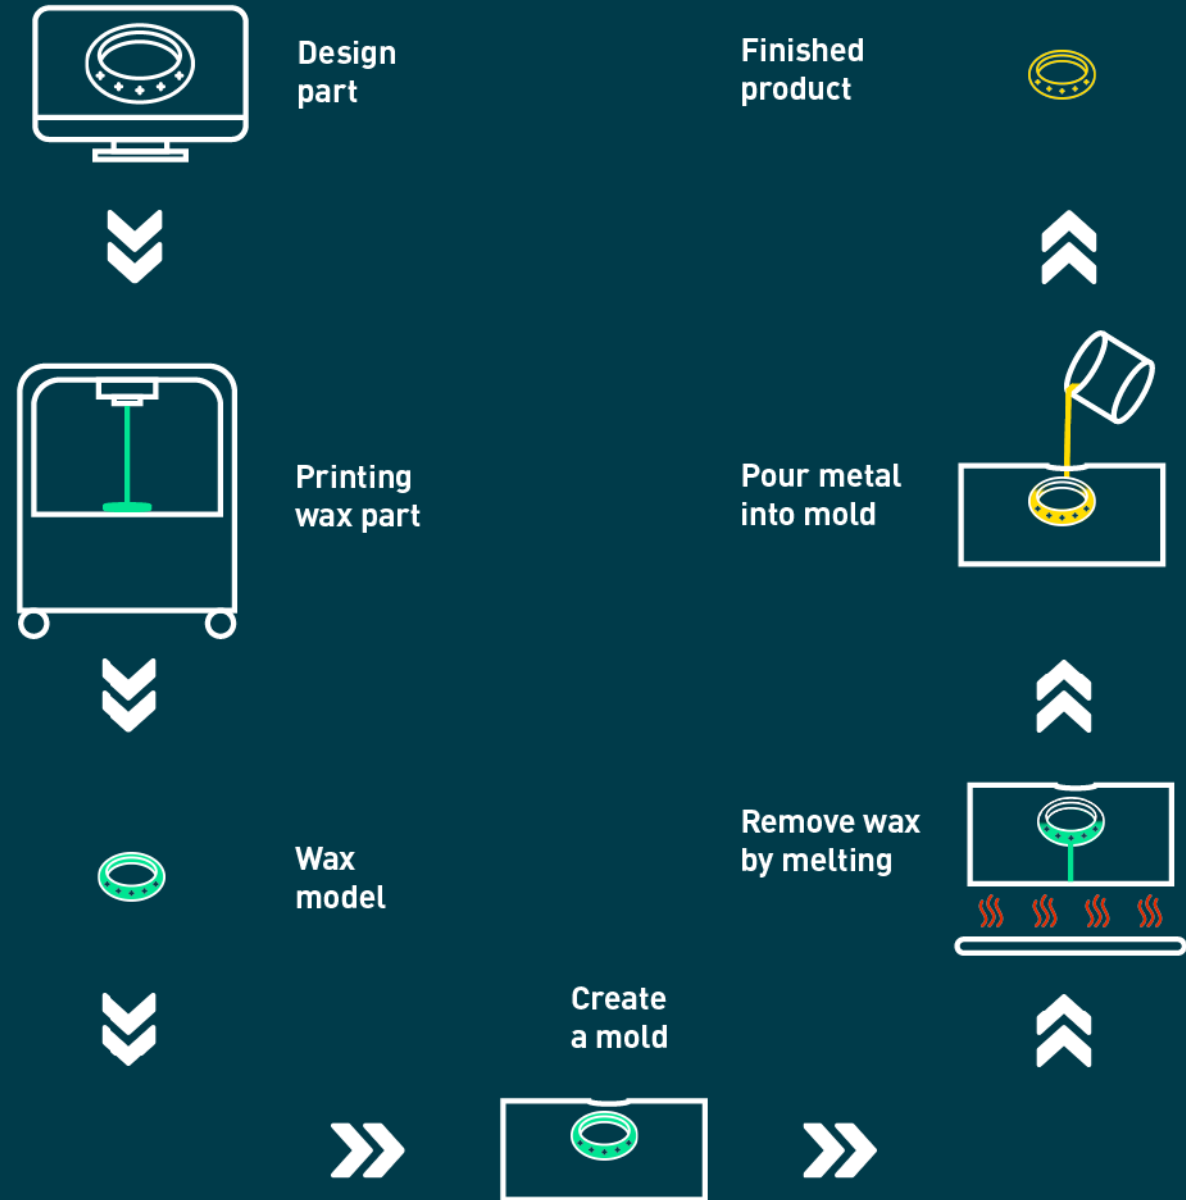 Design
part
Printing
wax part
Wax
model
Create
a mold
Remove wax
by melting
Pour metal
into mold
Finished
product